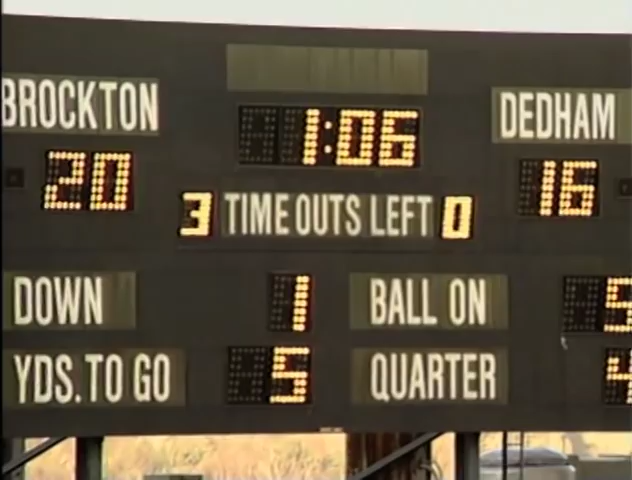 BROCKTON 1:06 DEDHAM
20 16
3 TIME OUTS LEFT 0
DOWN 1 BALL ON 5
YDS. TO GO 5 QUARTER 4